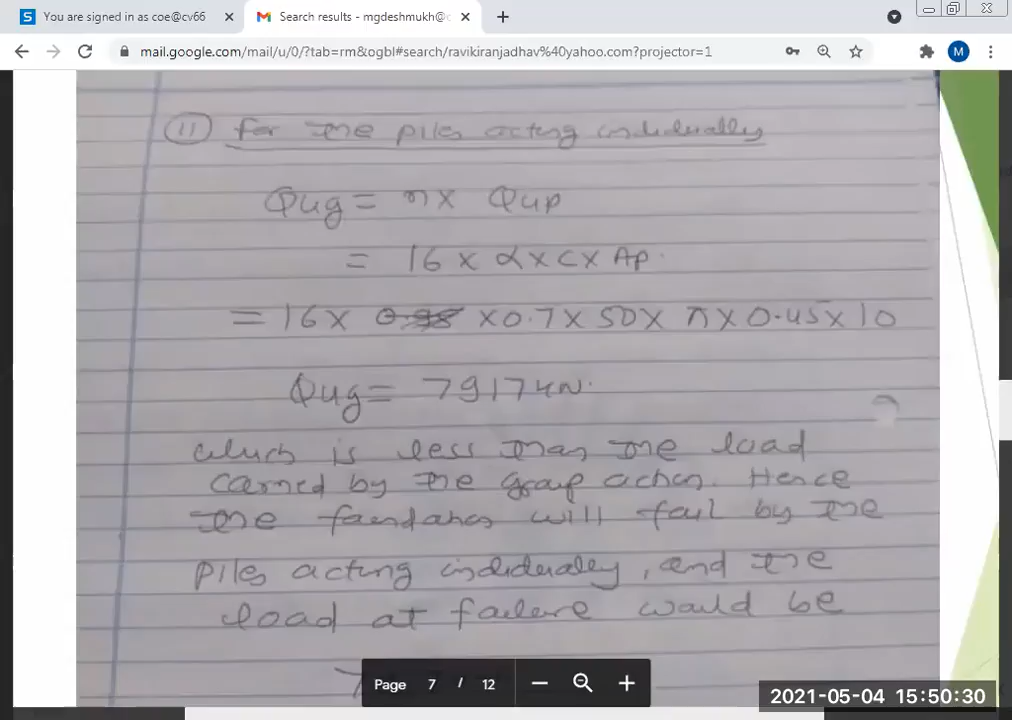 You are signed in as coe@cv66
Search results - mgdeshmukh@c
mail.google.com/mail/u/0/?tab=rm&ogbl#search/ravikiranjadhav%40yahoo.com?projector=1
M
(11) for the piles acting individually
Qug = n x Qup
= 16 x α x c x Ap.
= 16 x x 0.7 x 50 x π x 0.45 x 10
Qug = 7917 kN.
which is less than the load
carried by the group action. Hence
the foundation will fail by the
piles acting individually, and the
load at failure would be
Page 7 / 12
2021-05-04 15:50:30